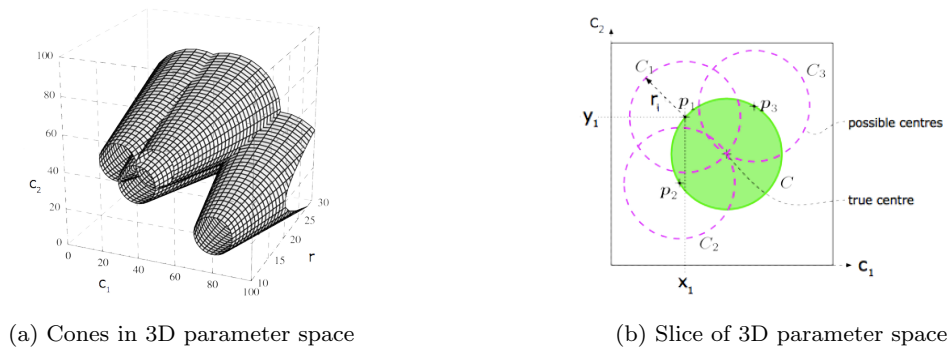 100
80
60
40
C₂
20
0
0
20
40
60
80
100
C₁
10
15
20
25
30
r
C₂
C₁
C₃
rᵢ
p₁
p₃
y₁
possible centres
p₂
C
true centre
C₂
C₁
x₁
(a) Cones in 3D parameter space
(b) Slice of 3D parameter space